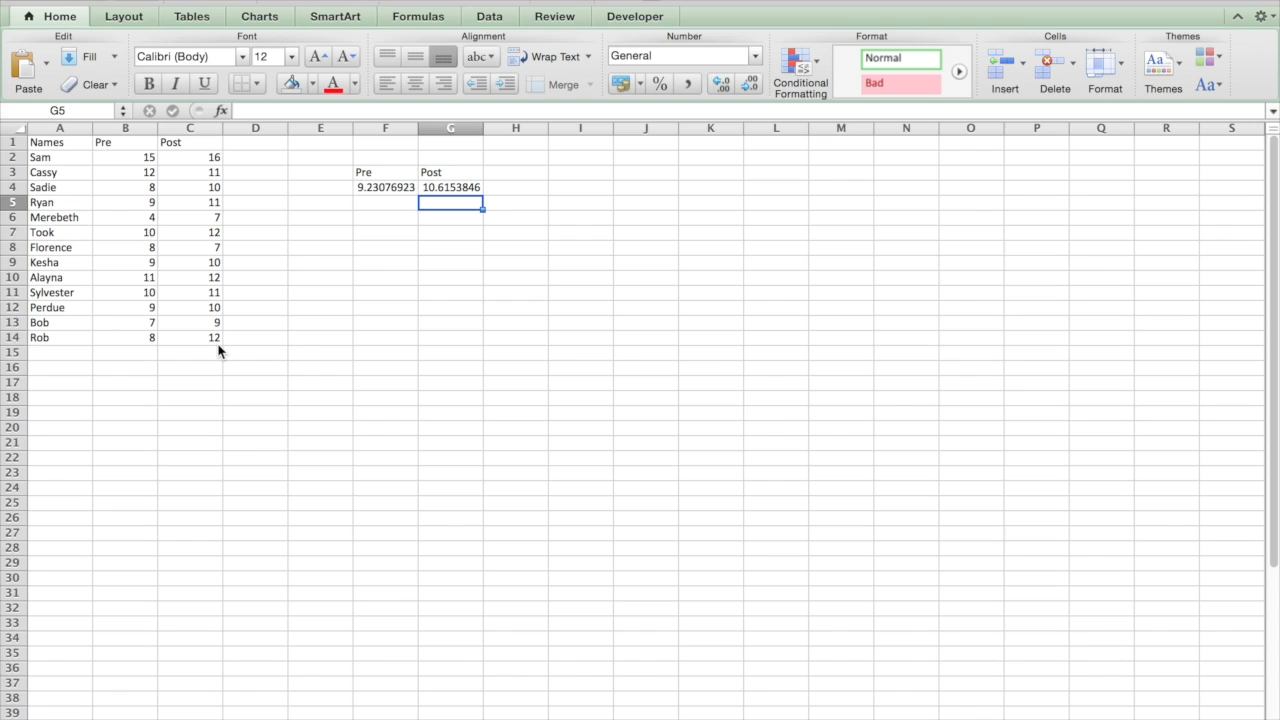 Home Layout Tables Charts SmartArt Formulas Data Review Developer
Edit Font Alignment Number Format Cells Themes
Fill Calibri (Body) 12 A A abc Wrap Text General Normal
Paste Clear B I U A Merge % , .0 .00 .00 .0 Conditional Formatting Bad Insert Delete Format Themes Aa
G5 fx
A B C D E F G H I J K L M N O P Q R S
1 Names Pre Post
2 Sam 15 16
3 Cassy 12 11 Pre Post
4 Sadie 8 10 9.23076923 10.6153846
5 Ryan 9 11
6 Merebeth 4 7
7 Took 10 12
8 Florence 8 7
9 Kesha 9 10
10 Alayna 11 12
11 Sylvester 10 11
12 Perdue 9 10
13 Bob 7 9
14 Rob 8 12
15
16
17
18
19
20
21
22
23
24
25
26
27
28
29
30
31
32
33
34
35
36
37
38
39